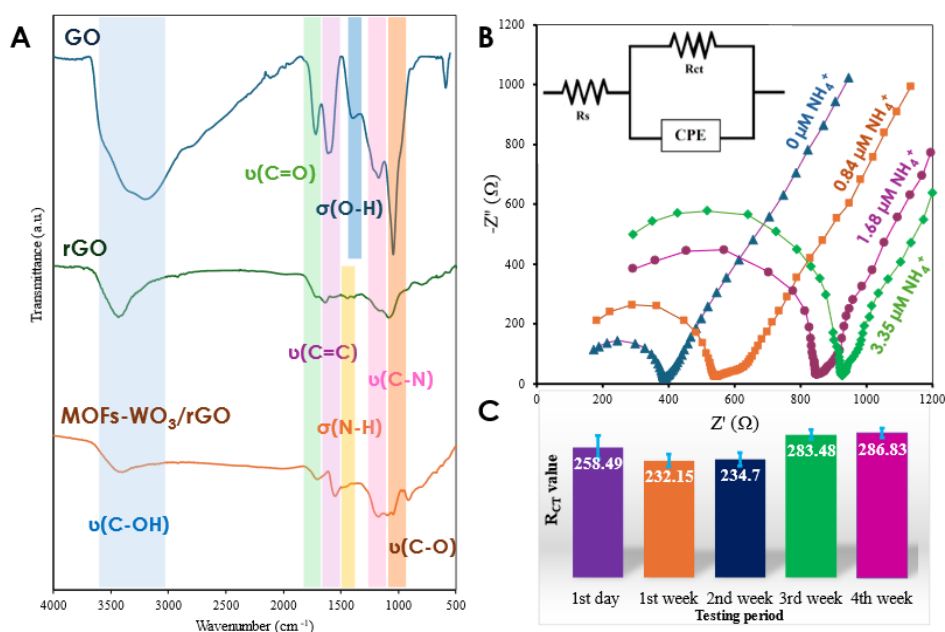 A
GO
υ(C=O)
σ(O-H)
rGO
υ(C=C)
υ(C-N)
MOFs-WO₃/rGO
σ(N-H)
υ(C-OH)
υ(C-O)
Transmittance (a.u.)
4000 3500 3000 2500 2000 1500 1000 500
Wavenumber (cm⁻¹)
B
1200
1000
800
600
400
200
0
-Z″ (Ω)
Rs
Rct
CPE
0 µM NH₄⁺
0.84 µM NH₄⁺
1.68 µM NH₄⁺
3.35 µM NH₄⁺
0 200 400 600 800 1000 1200
Z' (Ω)
C
R_CT value
258.49
232.15
234.7
283.48
286.83
1st day 1st week 2nd week 3rd week 4th week
Testing period